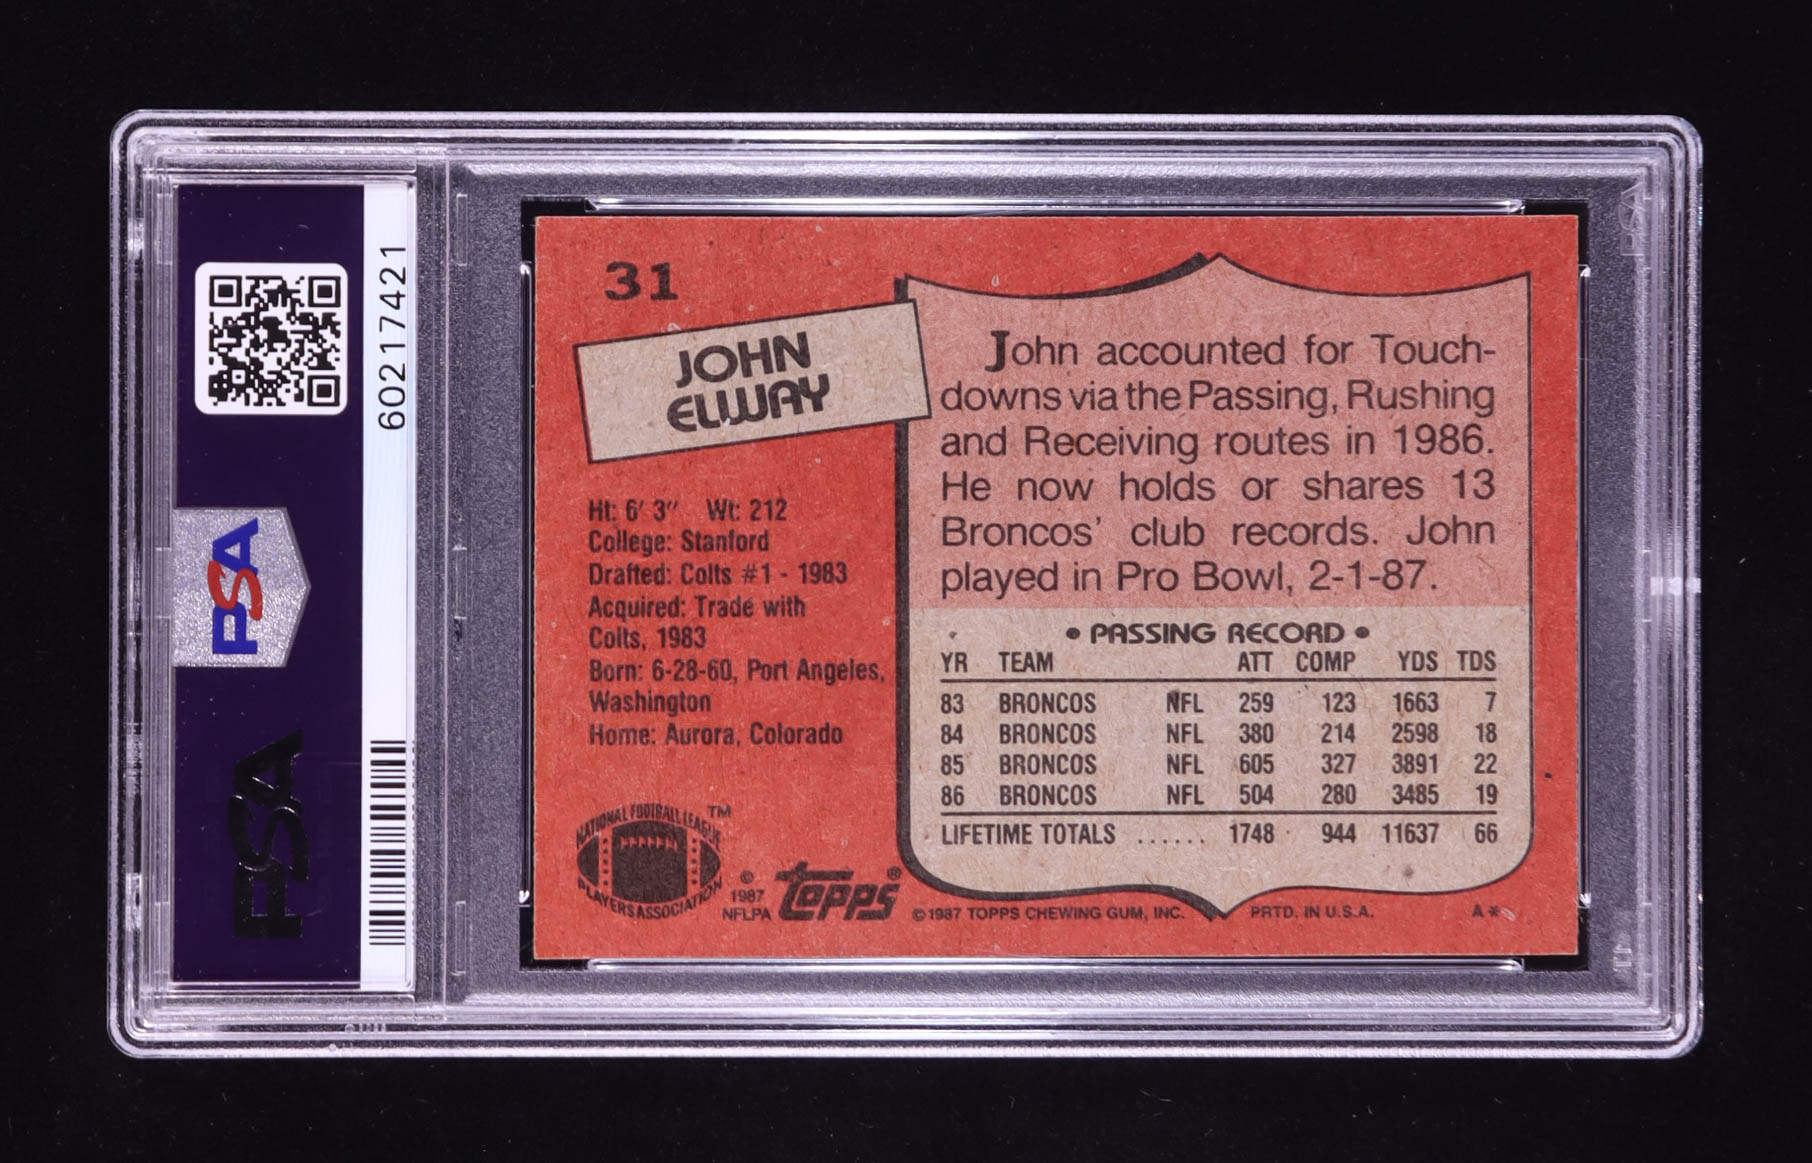 60217421
PSA
PSA
31
JOHN
ELWAY
Ht: 6' 3" Wt: 212
College: Stanford
Drafted: Colts #1 - 1983
Acquired: Trade with
Colts, 1983
Born: 6-28-60, Port Angeles,
Washington
Home: Aurora, Colorado
NATIONAL FOOTBALL LEAGUE
PLAYERS ASSOCIATION
TM
© 1987
NFLPA
topps®
John accounted for Touch-
downs via the Passing, Rushing
and Receiving routes in 1986.
He now holds or shares 13
Broncos' club records. John
played in Pro Bowl, 2-1-87.
• PASSING RECORD •
YR TEAM ATT COMP YDS TDS
83 BRONCOS NFL 259 123 1663 7
84 BRONCOS NFL 380 214 2598 18
85 BRONCOS NFL 605 327 3891 22
86 BRONCOS NFL 504 280 3485 19
LIFETIME TOTALS ...... 1748 944 11637 66
©1987 TOPPS CHEWING GUM, INC. PRTD. IN U.S.A. A*
PSA